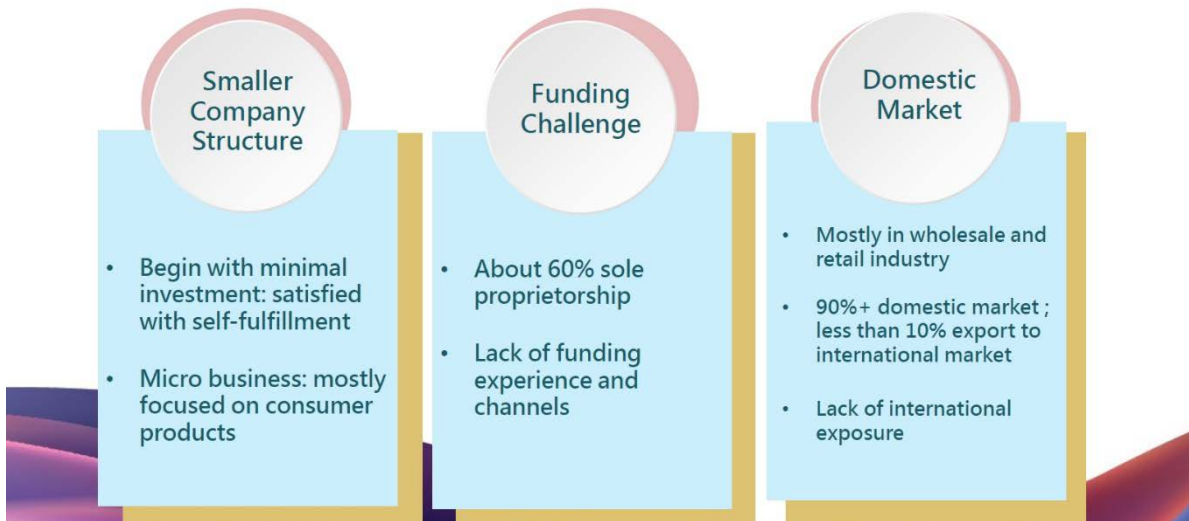 Smaller
Company
Structure
• Begin with minimal
investment: satisfied
with self-fulfillment
• Micro business: mostly
focused on consumer
products
Funding
Challenge
• About 60% sole
proprietorship
• Lack of funding
experience and
channels
Domestic
Market
• Mostly in wholesale and
retail industry
• 90%+ domestic market ;
less than 10% export to
international market
• Lack of international
exposure